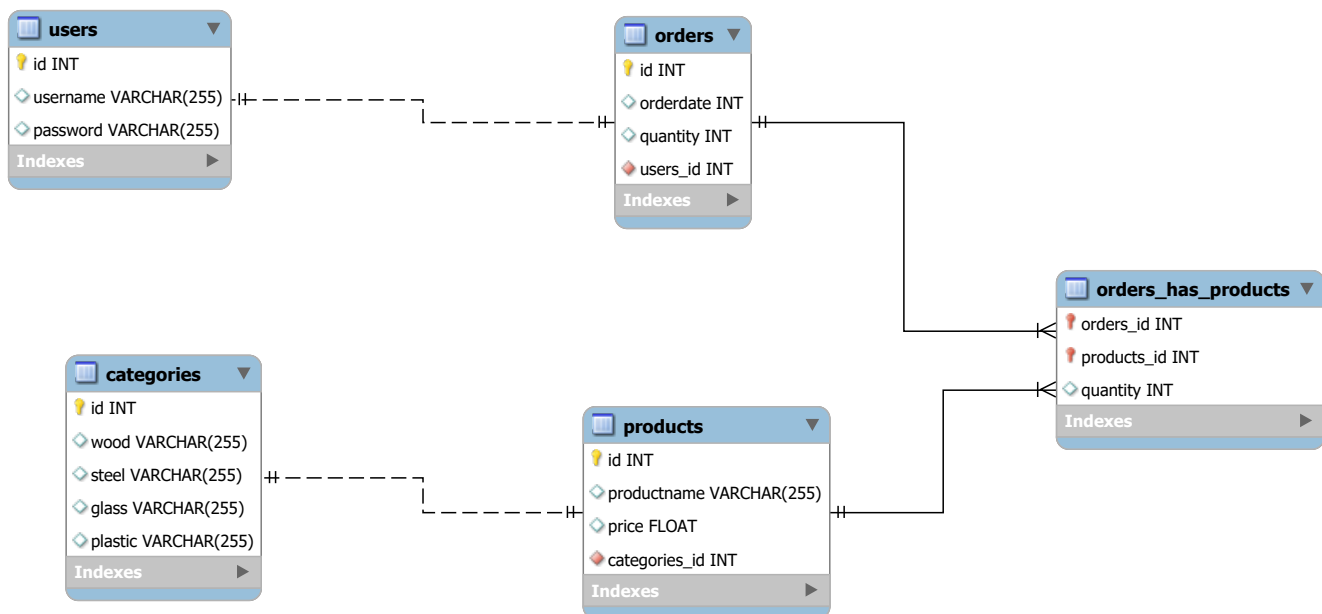 users
id INT
username VARCHAR(255)
password VARCHAR(255)
Indexes
orders
id INT
orderdate INT
quantity INT
users_id INT
Indexes
orders_has_products
orders_id INT
products_id INT
quantity INT
Indexes
categories
id INT
wood VARCHAR(255)
steel VARCHAR(255)
glass VARCHAR(255)
plastic VARCHAR(255)
Indexes
products
id INT
productname VARCHAR(255)
price FLOAT
categories_id INT
Indexes